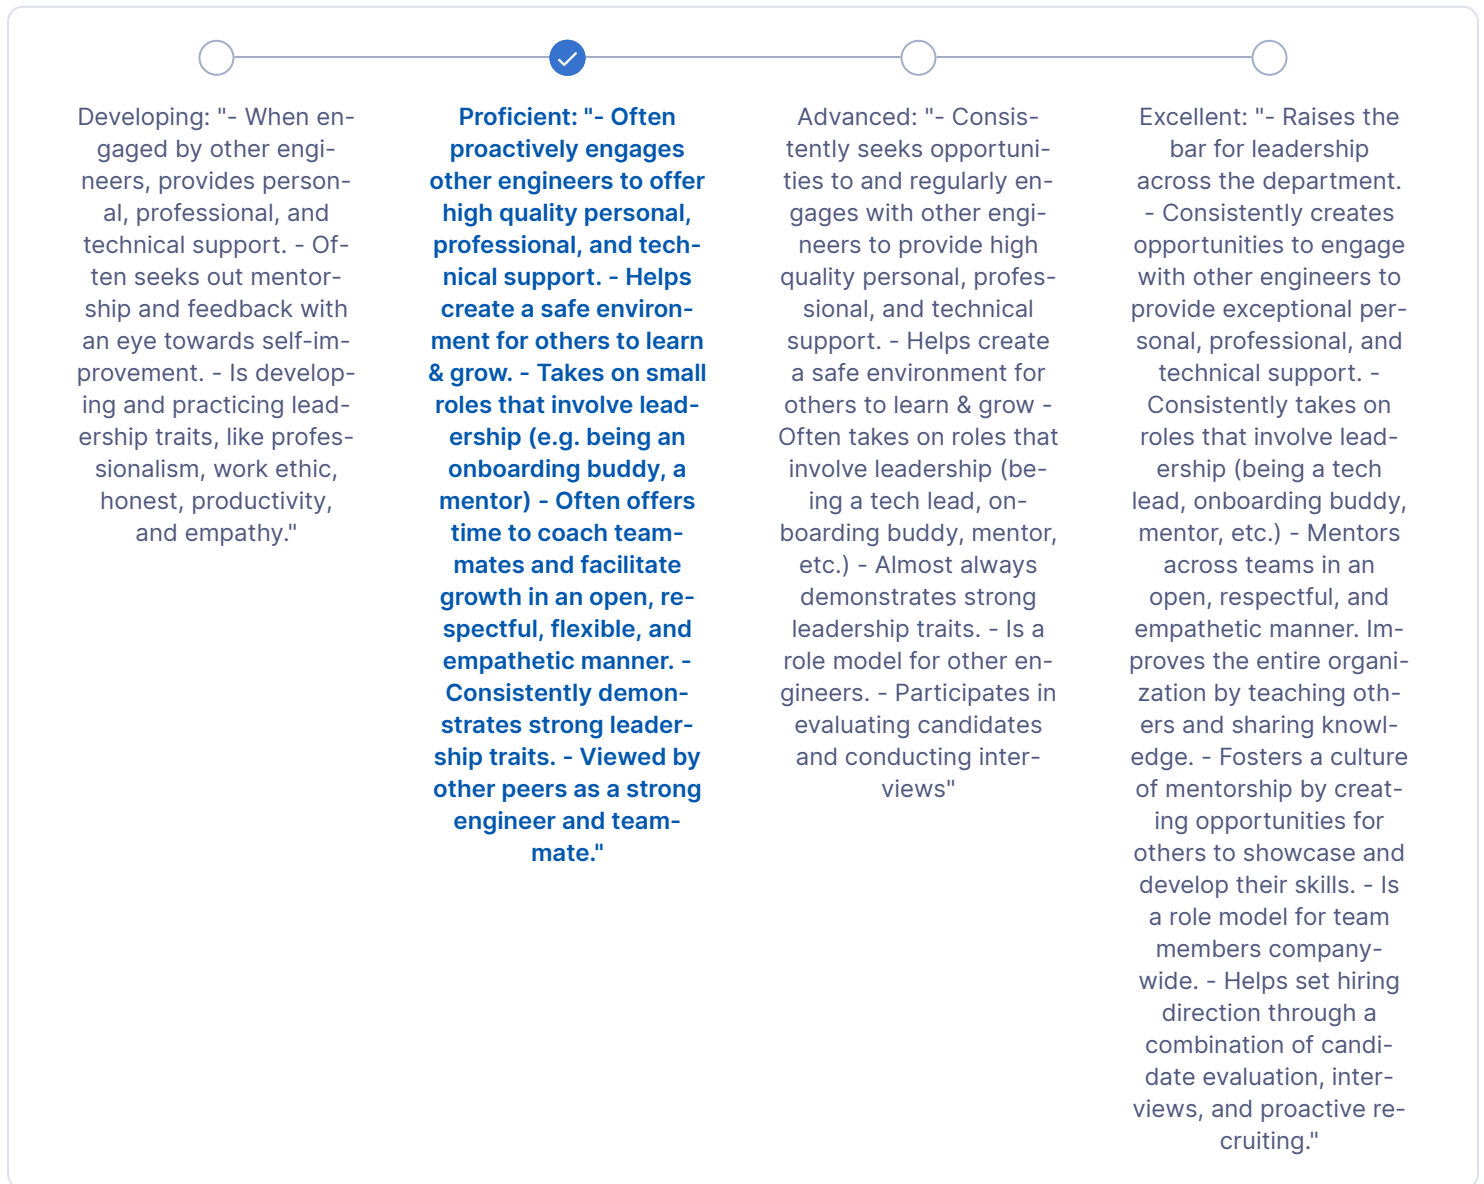 Developing: "- When en-
gaged by other engi-
neers, provides person-
al, professional, and
technical support. - Of-
ten seeks out mentor-
ship and feedback with
an eye towards self-im-
provement. - Is develop-
ing and practicing lead-
ership traits, like profes-
sionalism, work ethic,
honest, productivity,
and empathy."
Proficient: "- Often
proactively engages
other engineers to offer
high quality personal,
professional, and tech-
nical support. - Helps
create a safe environ-
ment for others to learn
& grow. - Takes on small
roles that involve lead-
ership (e.g. being an
onboarding buddy, a
mentor) - Often offers
time to coach team-
mates and facilitate
growth in an open, re-
spectful, flexible, and
empathetic manner. -
Consistently demon-
strates strong leader-
ship traits. - Viewed by
other peers as a strong
engineer and team-
mate."
Advanced: "- Consis-
tently seeks opportuni-
ties to and regularly en-
gages with other engi-
neers to provide high
quality personal, profes-
sional, and technical
support. - Helps create
a safe environment for
others to learn & grow -
Often takes on roles that
involve leadership (be-
ing a tech lead, on-
boarding buddy, mentor,
etc.) - Almost always
demonstrates strong
leadership traits. - Is a
role model for other en-
gineers. - Participates in
evaluating candidates
and conducting inter-
views"
Excellent: "- Raises the
bar for leadership
across the department.
- Consistently creates
opportunities to engage
with other engineers to
provide exceptional per-
sonal, professional, and
technical support. -
Consistently takes on
roles that involve lead-
ership (being a tech
lead, onboarding buddy,
mentor, etc.) - Mentors
across teams in an
open, respectful, and
empathetic manner. Im-
proves the entire organi-
zation by teaching oth-
ers and sharing knowl-
edge. - Fosters a culture
of mentorship by creat-
ing opportunities for
others to showcase and
develop their skills. - Is
a role model for team
members company-
wide. - Helps set hiring
direction through a
combination of candi-
date evaluation, inter-
views, and proactive re-
cruiting."